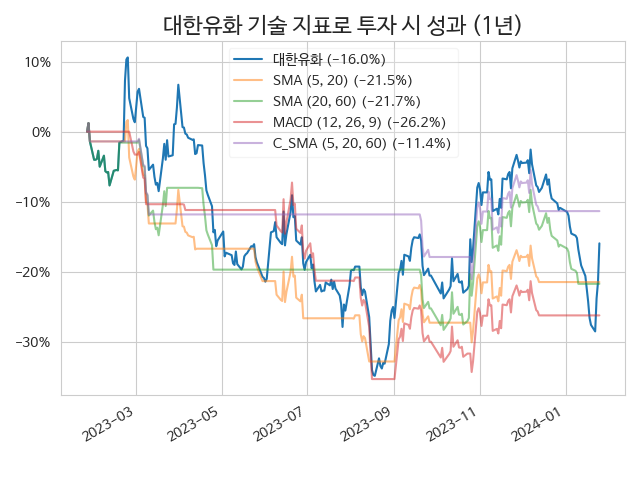 대한유화 기술 지표로 투자 시 성과 (1년)
대한유화 (−16.0%)
SMA (5, 20) (−21.5%)
SMA (20, 60) (−21.7%)
MACD (12, 26, 9) (−26.2%)
C_SMA (5, 20, 60) (−11.4%)
10%
0%
−10%
−20%
−30%
2023−03
2023−05
2023−07
2023−09
2023−11
2024−01